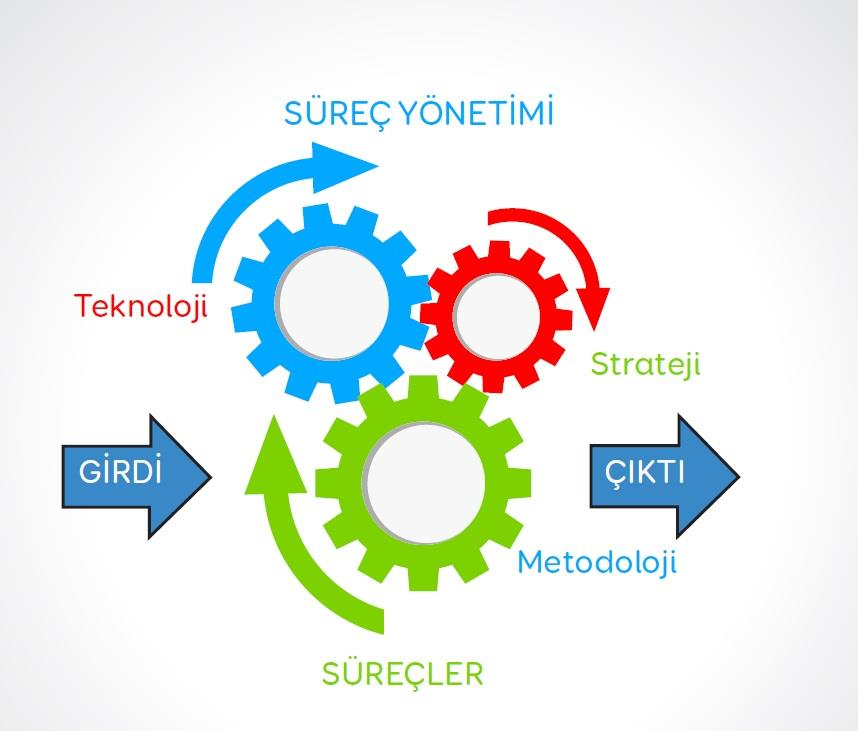 SÜREÇ YÖNETİMİ
Teknoloji
Strateji
GİRDİ
ÇIKTI
Metodoloji
SÜREÇLER